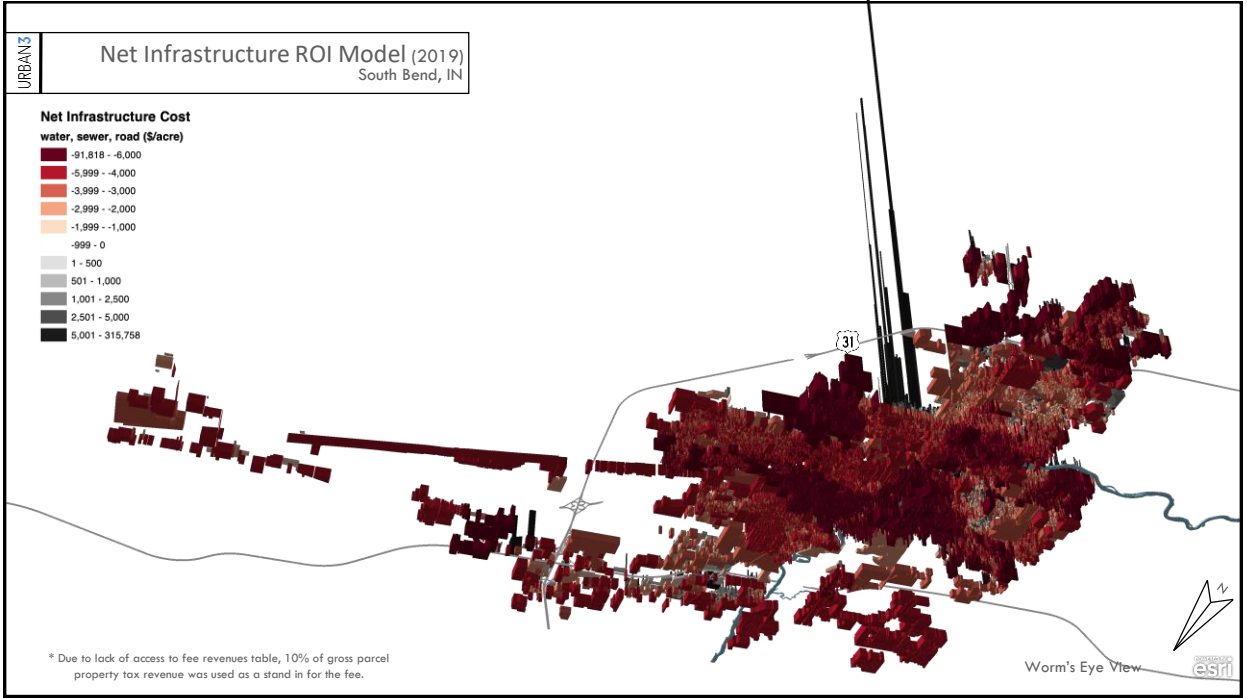 URBAN3
Net Infrastructure ROI Model (2019)
South Bend, IN
Net Infrastructure Cost
water, sewer, road ($/acre)
-91,818 - -6,000
-5,999 - -4,000
-3,999 - -3,000
-2,999 - -2,000
-1,999 - -1,000
-999 - 0
1 - 500
501 - 1,000
1,001 - 2,500
2,501 - 5,000
5,001 - 315,758
31
N
* Due to lack of access to fee revenues table, 10% of gross parcel
property tax revenue was used as a stand in for the fee.
Worm's Eye View
esri